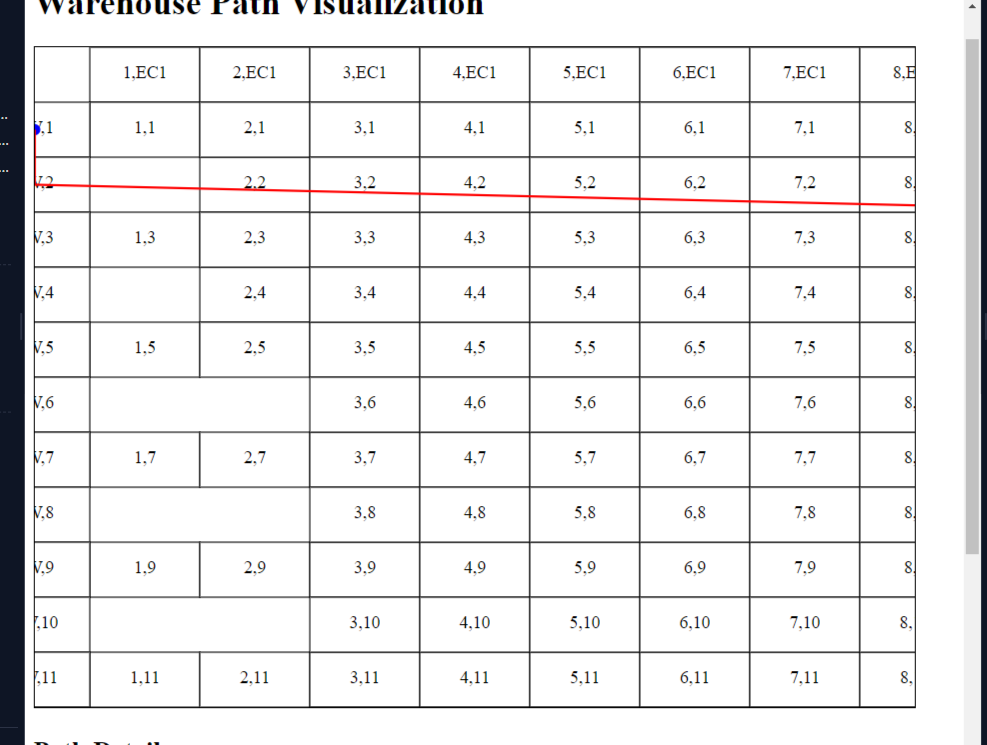 Warehouse Path Visualization
1,EC1 2,EC1 3,EC1 4,EC1 5,EC1 6,EC1 7,EC1 8,E
V,1 1,1 2,1 3,1 4,1 5,1 6,1 7,1 8,
V,2 2,2 3,2 4,2 5,2 6,2 7,2 8,
V,3 1,3 2,3 3,3 4,3 5,3 6,3 7,3 8,
V,4 2,4 3,4 4,4 5,4 6,4 7,4 8,
V,5 1,5 2,5 3,5 4,5 5,5 6,5 7,5 8,
V,6 3,6 4,6 5,6 6,6 7,6 8,
V,7 1,7 2,7 3,7 4,7 5,7 6,7 7,7 8,
V,8 3,8 4,8 5,8 6,8 7,8 8,
V,9 1,9 2,9 3,9 4,9 5,9 6,9 7,9 8,
,10 3,10 4,10 5,10 6,10 7,10 8,
,11 1,11 2,11 3,11 4,11 5,11 6,11 7,11 8,